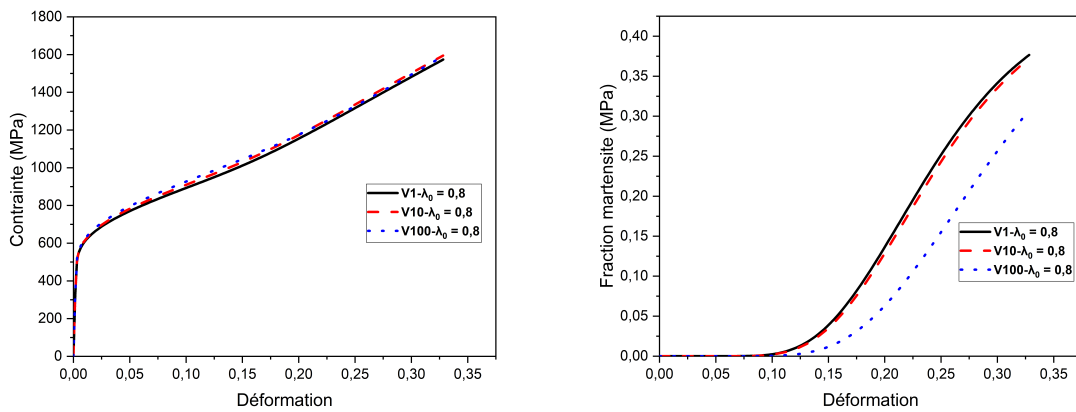 Contrainte (MPa)
1800
1600
1400
1200
1000
800
600
400
200
0
0,00 0,05 0,10 0,15 0,20 0,25 0,30 0,35
Déformation
V1-λ₀ = 0,8
V10-λ₀ = 0,8
V100-λ₀ = 0,8
Fraction martensite (MPa)
0,40
0,35
0,30
0,25
0,20
0,15
0,10
0,05
0,00
0,00 0,05 0,10 0,15 0,20 0,25 0,30 0,35
Déformation
V1-λ₀ = 0,8
V10-λ₀ = 0,8
V100-λ₀ = 0,8